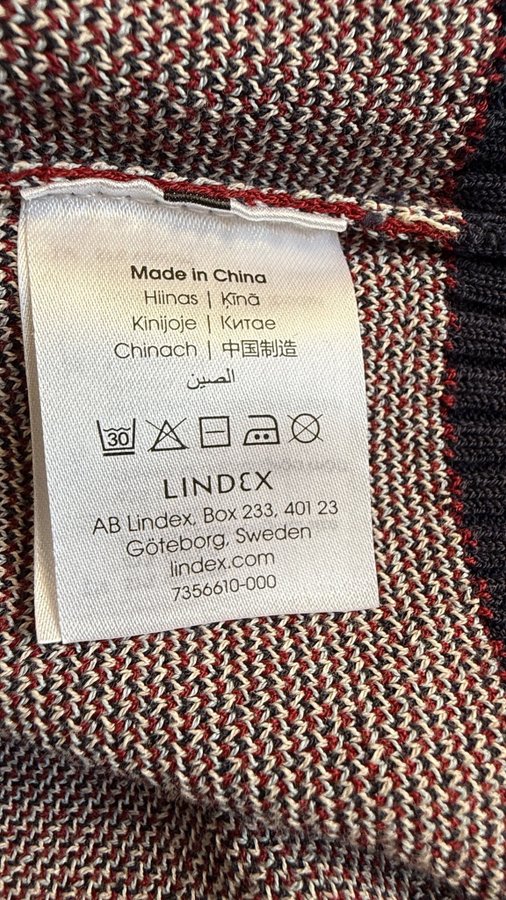 Made in China
Hiinas | Ķīnā
Kinijoje | Китае
Chinach | 中国制造
الصين
30
LINDEX
AB Lindex, Box 233, 401 23
Göteborg, Sweden
lindex.com
7356610-000